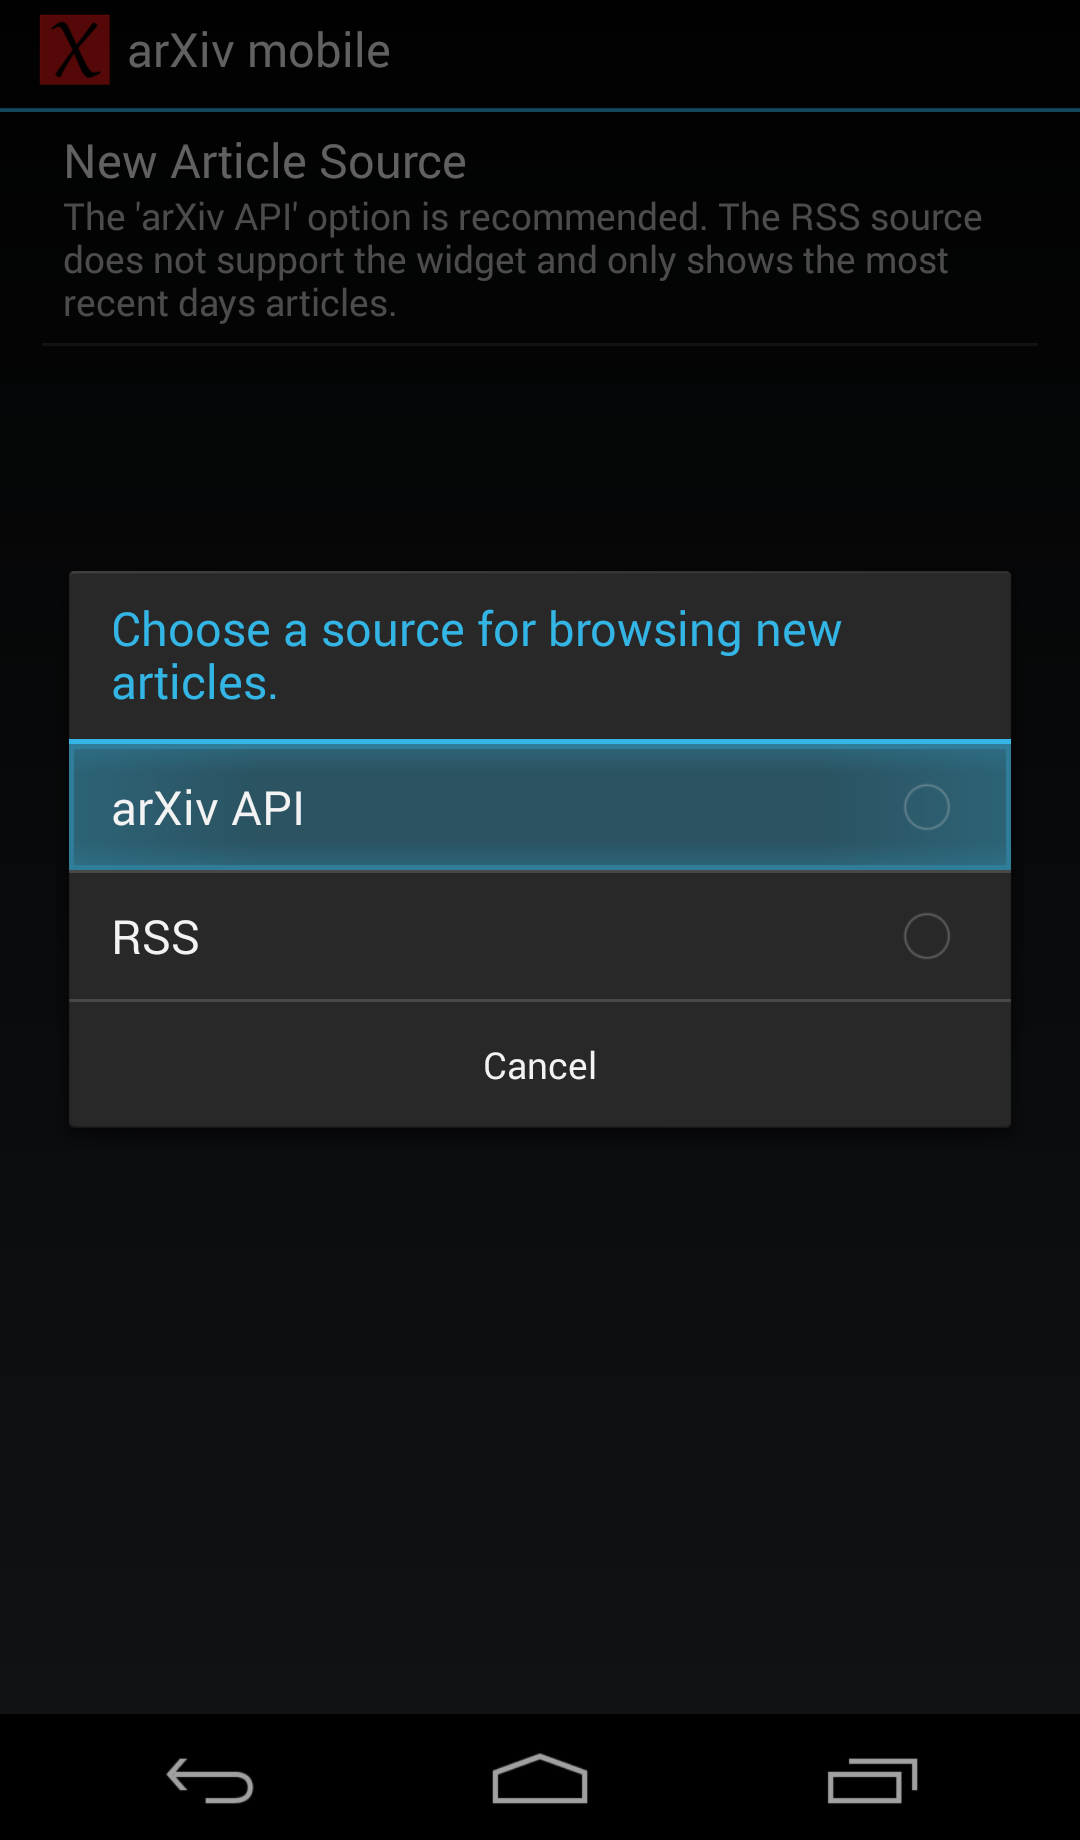 arXiv mobile
New Article Source
The 'arXiv API' option is recommended. The RSS source
does not support the widget and only shows the most
recent days articles.
Choose a source for browsing new
articles.
arXiv API
RSS
Cancel